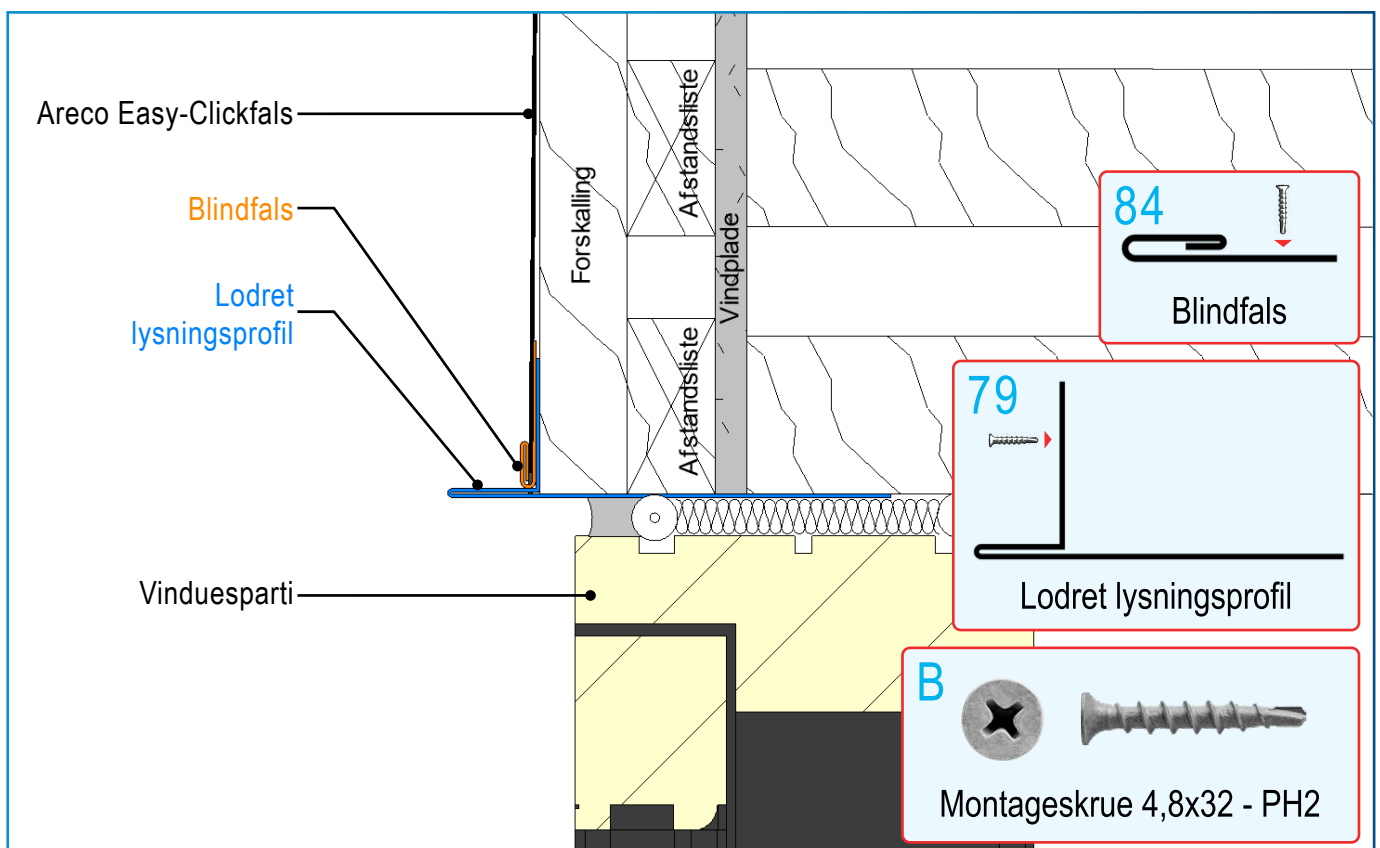 Areco Easy-Clickfals
Blindfals
Lodret
lysningsprofil
Vinduesparti
Forskalling
Afstandsliste
Afstandsliste
Vindplade
84
Blindfals
79
Lodret lysningsprofil
B
Montageskrue 4,8x32 - PH2